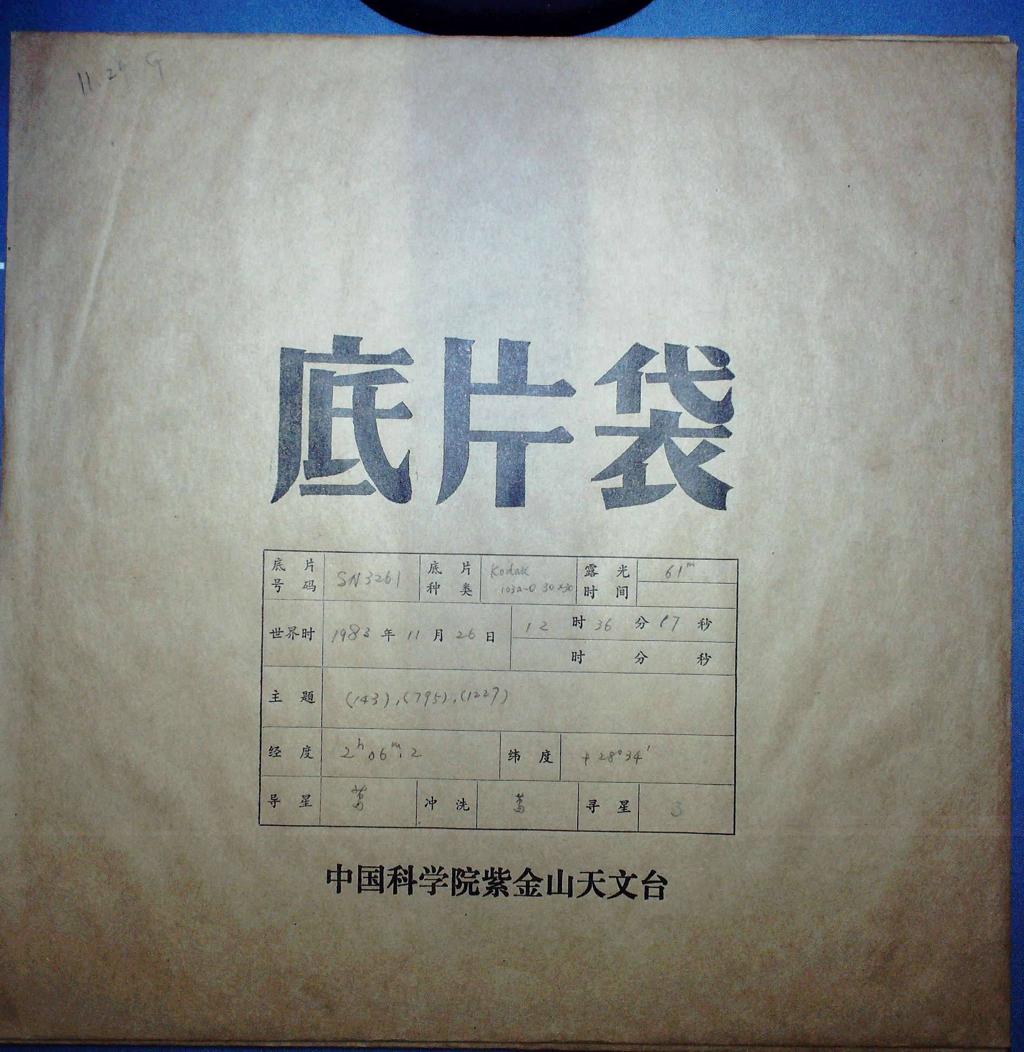 11.26 G
底片袋
底片号码 SN3261 底片种类 Kodak 103a-O 30×30 露光时间 61ᵐ
世界时 1983 年 11 月 26 日 12 时 36 分 17 秒
时 分 秒
主题 (143),(795),(1227)
经度 2ʰ06ᵐ.2 纬度 +28°34′
导星 冲洗 寻星 3
中国科学院紫金山天文台